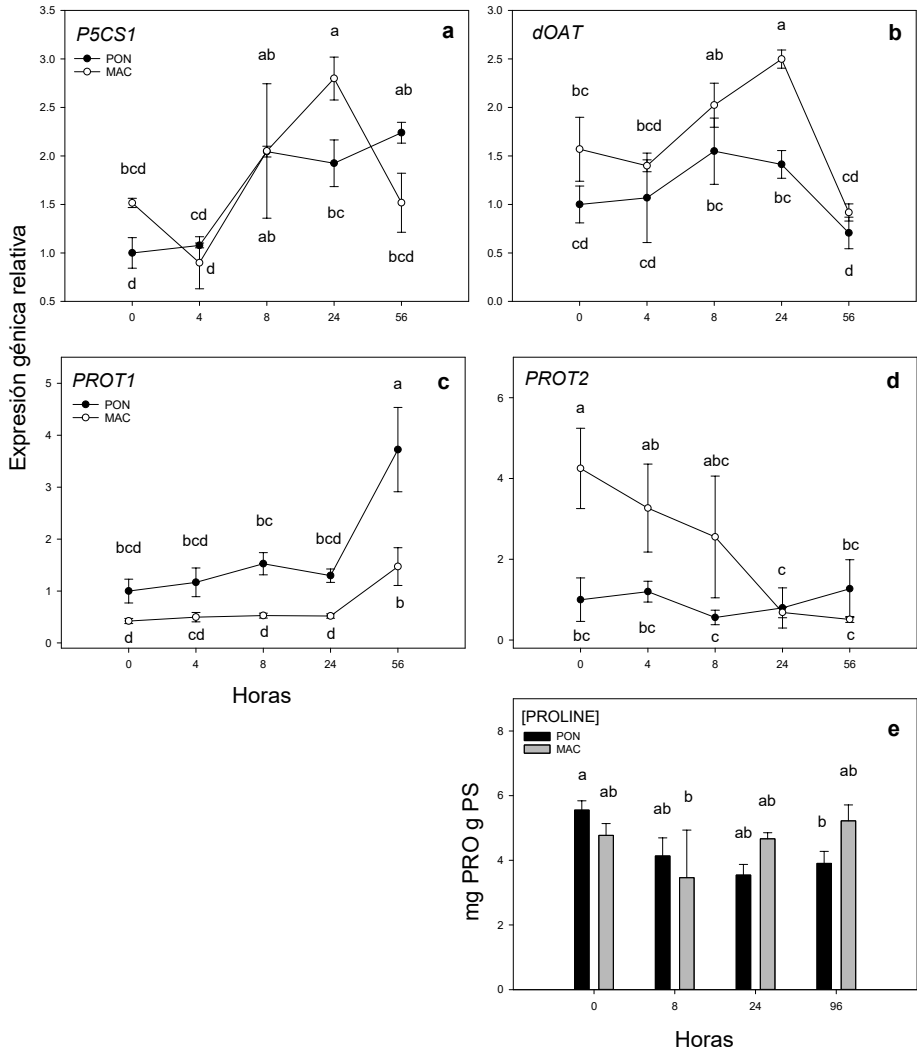 Expresión génica relativa
P5CS1
a
PON
MAC
3.5
3.0
2.5
2.0
1.5
1.0
0.5
bcd
d
cd
d
ab
ab
a
bc
ab
bcd
0 4 8 24 56
dOAT
b
3.5
3.0
2.5
2.0
1.5
1.0
0.5
bc
cd
bcd
cd
ab
bc
a
bc
cd
d
0 4 8 24 56
PROT1
c
PON
MAC
5
4
3
2
1
0
bcd
d
bcd
cd
bc
d
bcd
d
a
b
0 4 8 24 56
Horas
PROT2
d
6
4
2
0
a
bc
ab
bc
abc
c
c
bc
c
0 4 8 24 56
[PROLINE]
e
PON
MAC
mg PRO g PS
8
6
4
2
0
a
ab
ab
b
ab
ab
b
ab
0 8 24 96
Horas